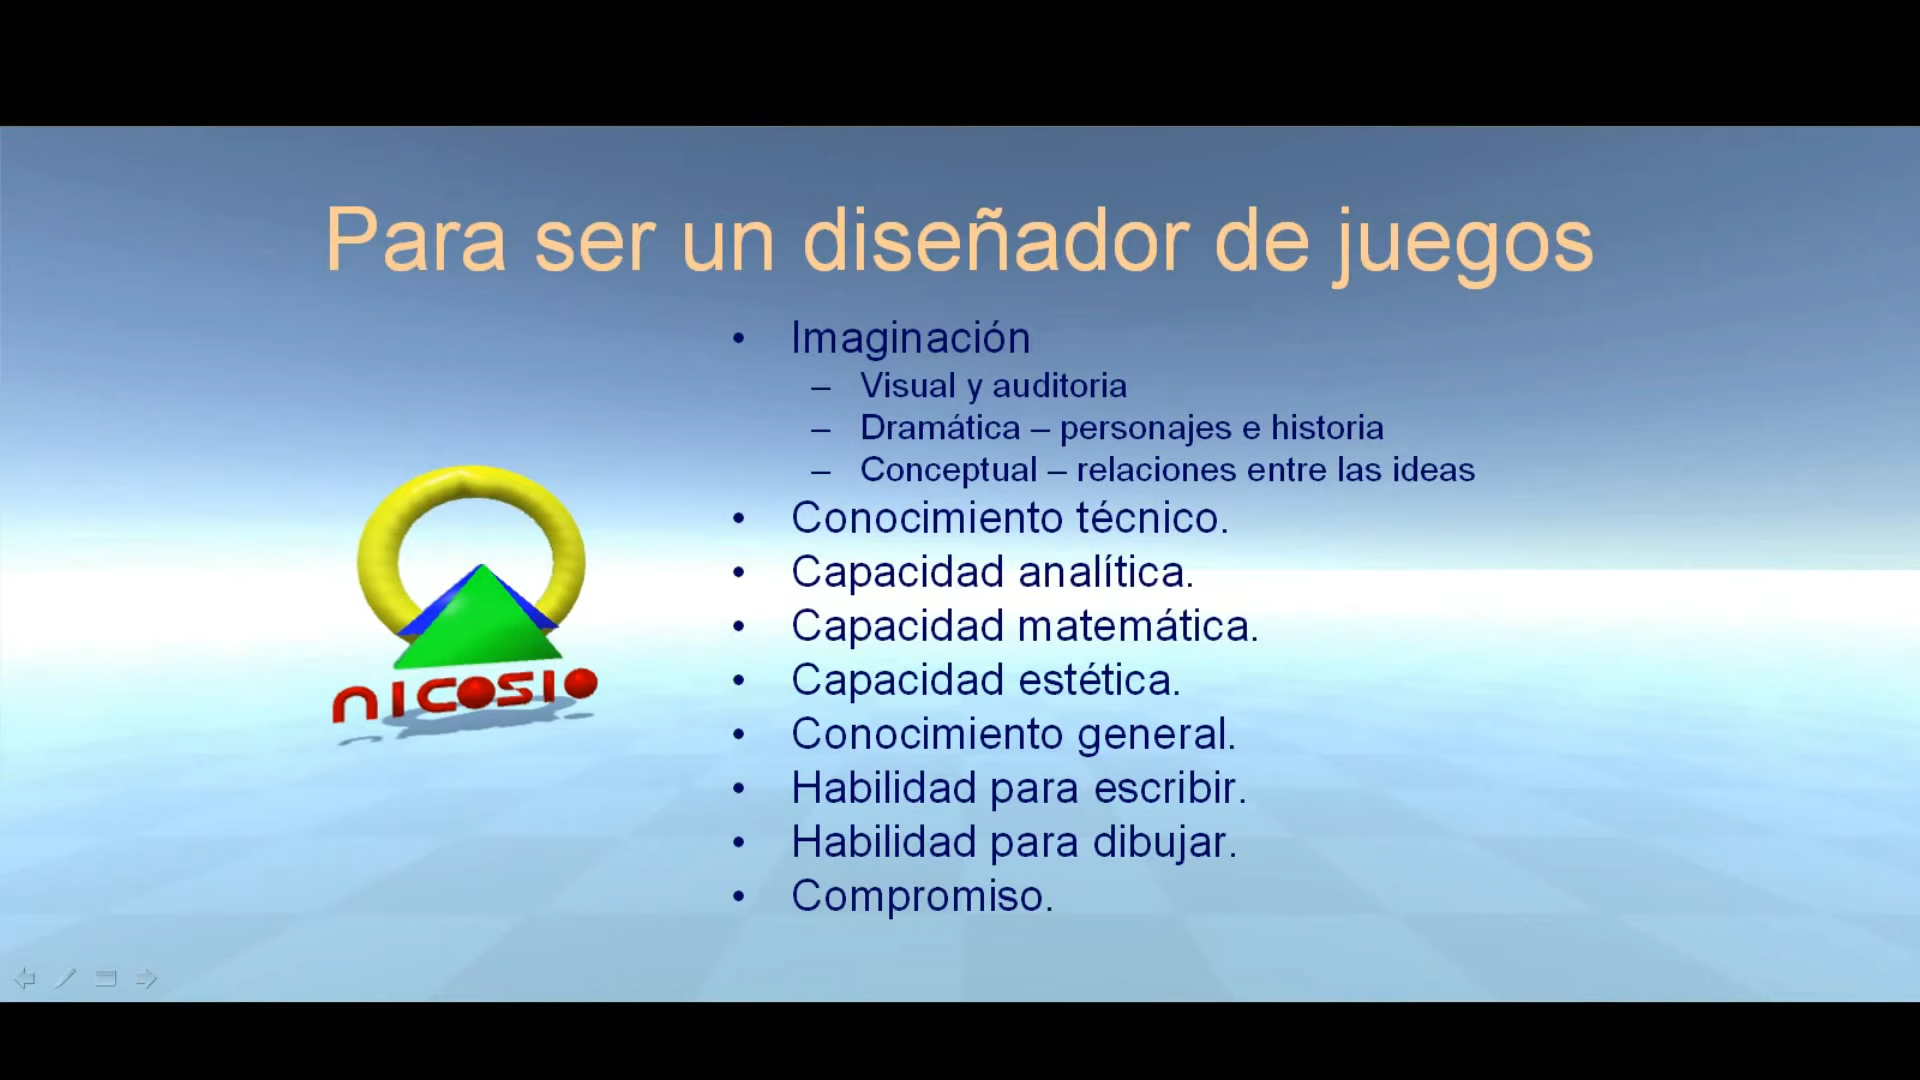 Para ser un diseñador de juegos
• Imaginación
– Visual y auditoria
– Dramática – personajes e historia
– Conceptual – relaciones entre las ideas
• Conocimiento técnico.
• Capacidad analítica.
• Capacidad matemática.
• Capacidad estética.
• Conocimiento general.
• Habilidad para escribir.
• Habilidad para dibujar.
• Compromiso.
nicosio